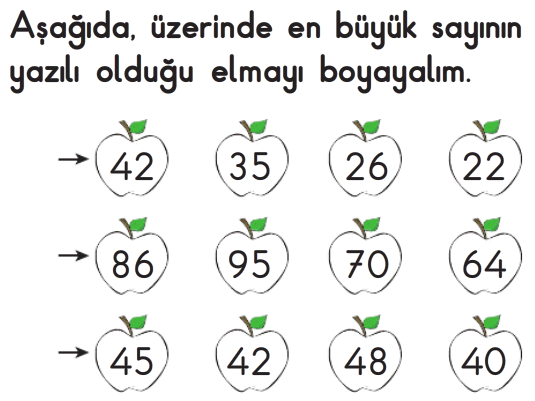 Aşağıda, üzerinde en büyük sayının
yazılı olduğu elmayı boyayalım.
42 35 26 22
86 95 70 64
45 42 48 40